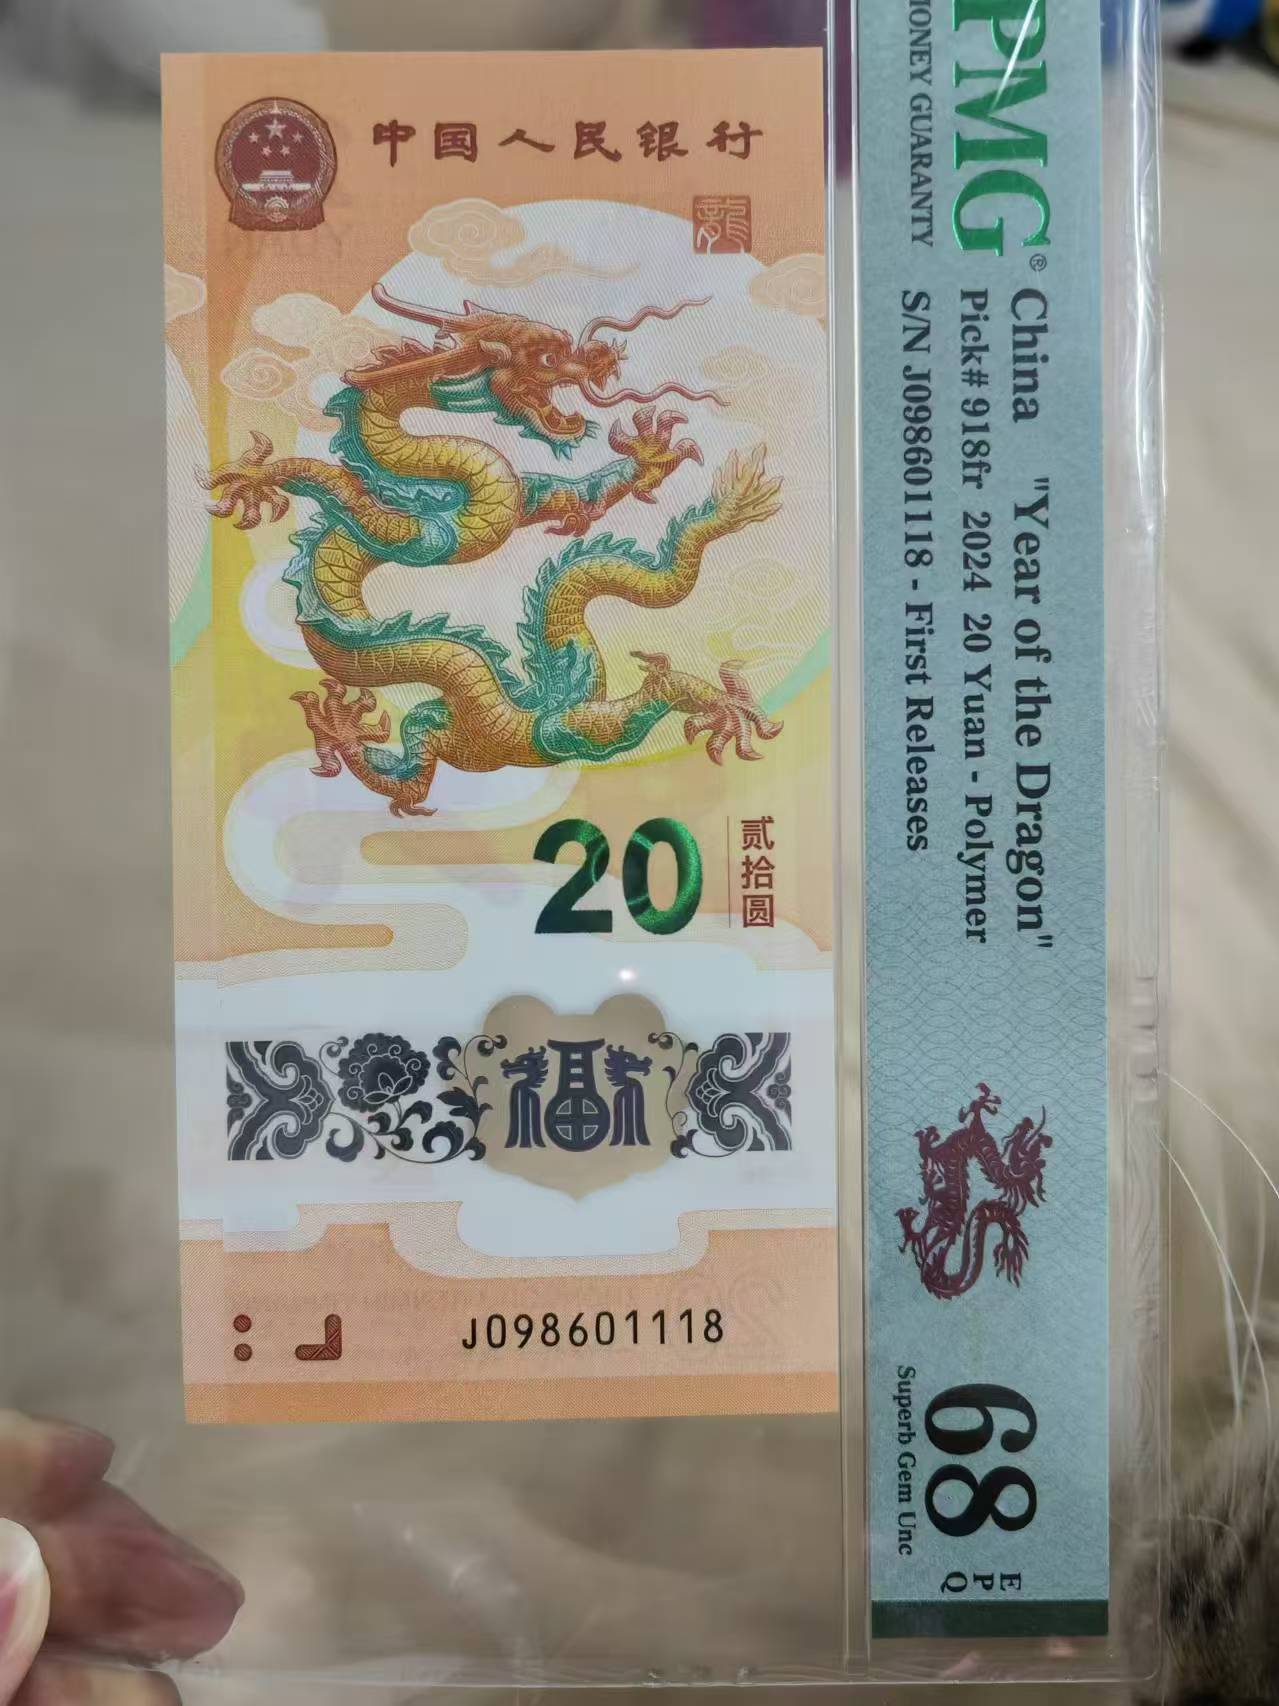 中国人民银行
龍
20
贰拾圆
福
J098601118
PMG
MONEY GUARANTY
China "Year of the Dragon"
Pick# 918fr 2024 20 Yuan - Polymer
S/N J098601118 - First Releases
68
EPQ
Superb Gem Unc